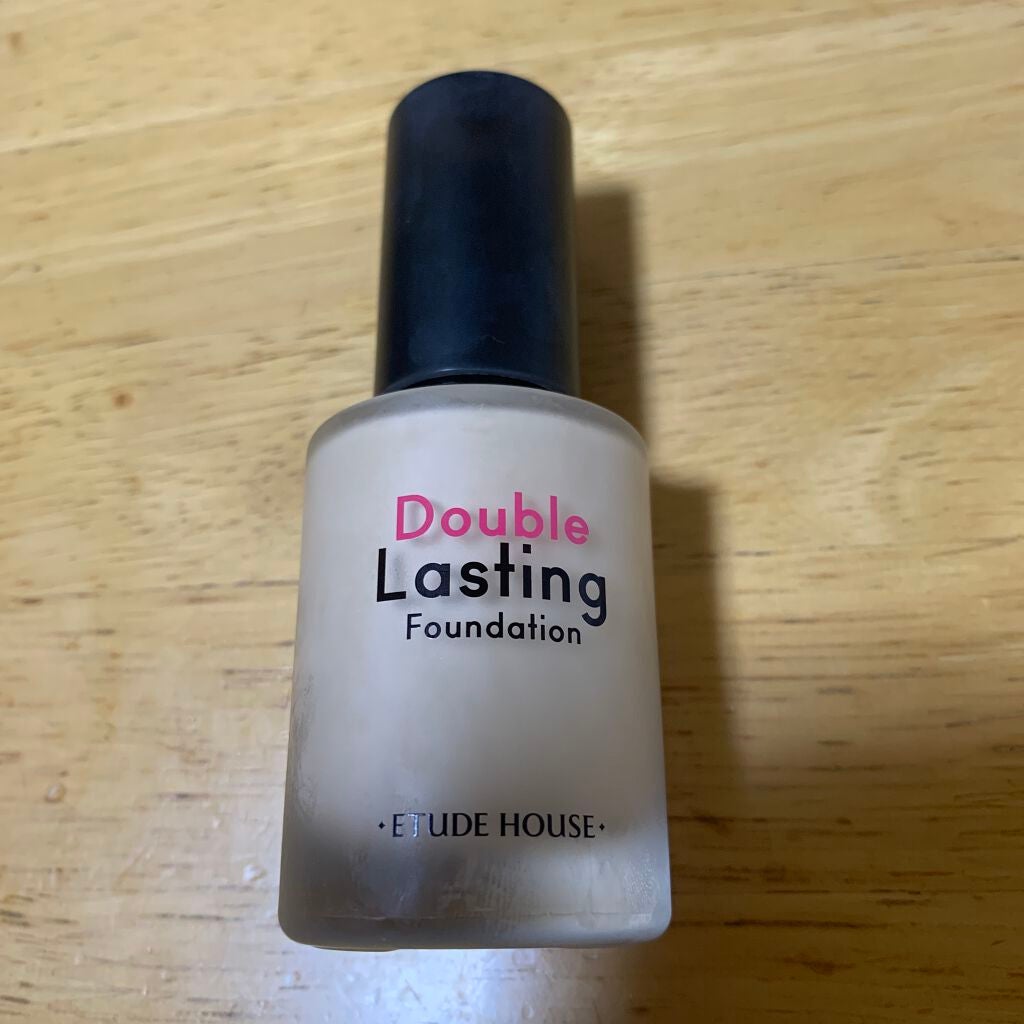 Double
Lasting
Foundation
·ETUDE HOUSE·